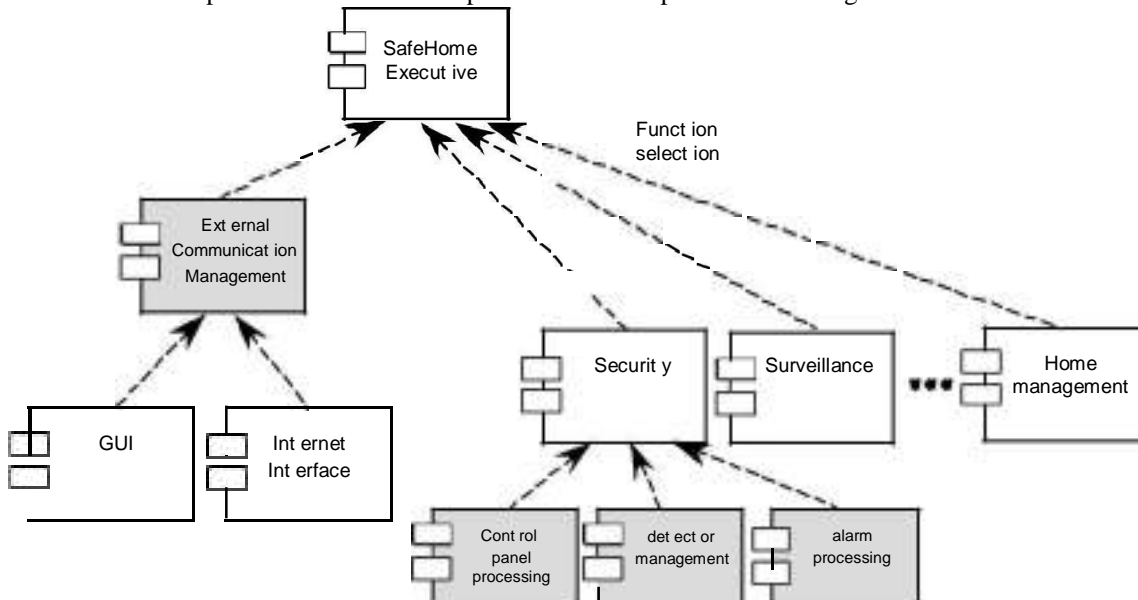 SafeHome
Execut ive
Funct ion
select ion
Ext ernal
Communicat ion
Management
Securit y
Surveillance
Home
management
GUI
Int ernet
Int erface
Cont rol
panel
processing
det ect or
management
alarm
processing